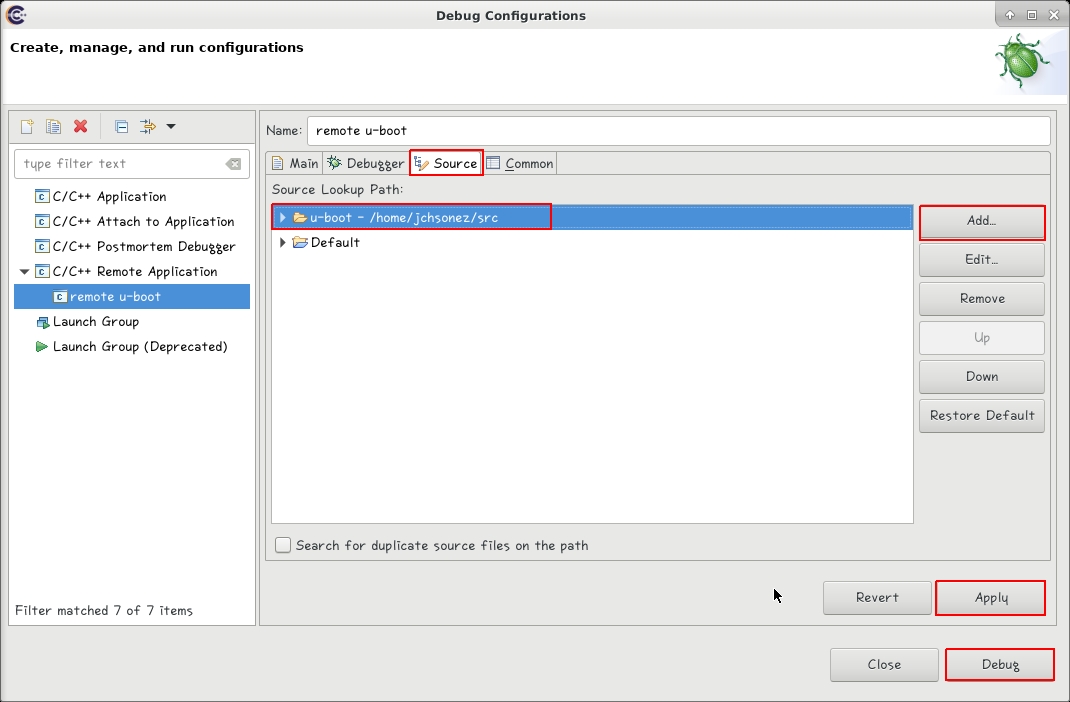 Debug Configurations
Create, manage, and run configurations
type filter text
C/C++ Application
C/C++ Attach to Application
C/C++ Postmortem Debugger
C/C++ Remote Application
remote u-boot
Launch Group
Launch Group (Deprecated)
Filter matched 7 of 7 items
Name: remote u-boot
Main Debugger Source Common
Source Lookup Path:
u-boot - /home/jchsonez/src
Default
Add...
Edit...
Remove
Up
Down
Restore Default
Search for duplicate source files on the path
Revert Apply
Close Debug